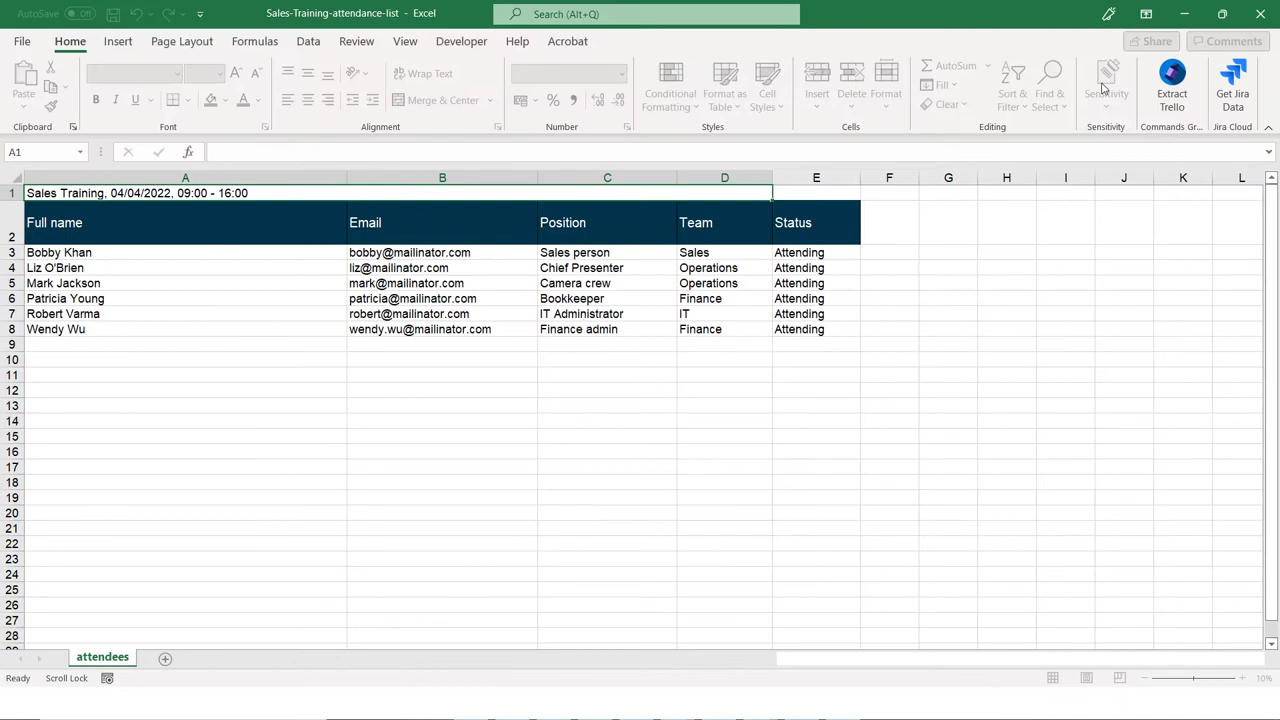 AutoSave Off Sales-Training-attendance-list - Excel Search (Alt+Q)
File Home Insert Page Layout Formulas Data Review View Developer Help Acrobat Share Comments
Paste
B I U
Wrap Text
Merge & Center
Conditional Formatting
Format as Table
Cell Styles
Insert
Delete
Format
AutoSum
Fill
Clear
Sort & Filter
Find & Select
Sensitivity
Extract Trello
Get Jira Data
Clipboard Font Alignment Number Styles Cells Editing Sensitivity Commands Gr... Jira Cloud
A1 fx
A B C D E F G H I J K L
1 Sales Training, 04/04/2022, 09:00 - 16:00
2 Full name Email Position Team Status
3 Bobby Khan bobby@mailinator.com Sales person Sales Attending
4 Liz O'Brien liz@mailinator.com Chief Presenter Operations Attending
5 Mark Jackson mark@mailinator.com Camera crew Operations Attending
6 Patricia Young patricia@mailinator.com Bookkeeper Finance Attending
7 Robert Varma robert@mailinator.com IT Administrator IT Attending
8 Wendy Wu wendy.wu@mailinator.com Finance admin Finance Attending
9
10
11
12
13
14
15
16
17
18
19
20
21
22
23
24
25
26
27
28
attendees
Ready Scroll Lock 10%